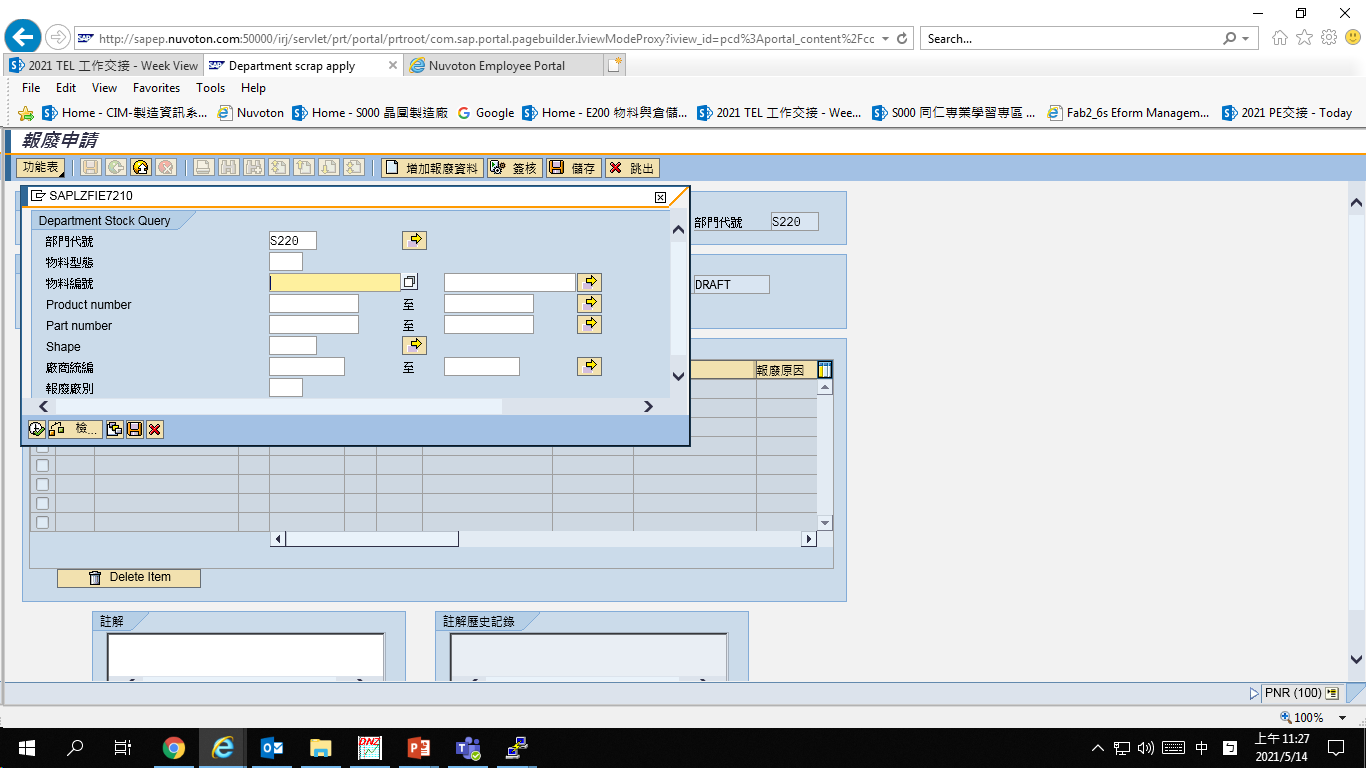 http://sapep.nuvoton.com:50000/irj/servlet/prt/portal/prtroot/com.sap.portal.pagebuilder.IviewModeProxy?iview_id=pcd%3Aportal_content%2Fcc
Search...
2021 TEL 工作交接 - Week View
Department scrap apply
Nuvoton Employee Portal
File Edit View Favorites Tools Help
Home - CIM-製造資訊系...
Nuvoton
Home - S000 晶圓製造廠
Google
Home - E200 物料與倉儲...
2021 TEL 工作交接 - Wee...
S000 同仁專業學習專區 ...
Fab2_6s Eform Managem...
2021 PE交接 - Today
報廢申請
功能表
增加報廢資料
簽核
儲存
跳出
SAPLZFIE7210
Department Stock Query
部門代號 S220
物料型態
物料編號
Product number 至
Part number 至
Shape
廠商統編 至
報廢廠別
檢...
部門代號 S220
DRAFT
報廢原因
Delete Item
註解
註解歷史記錄
PNR (100)
100%
中
上午 11:27
2021/5/14